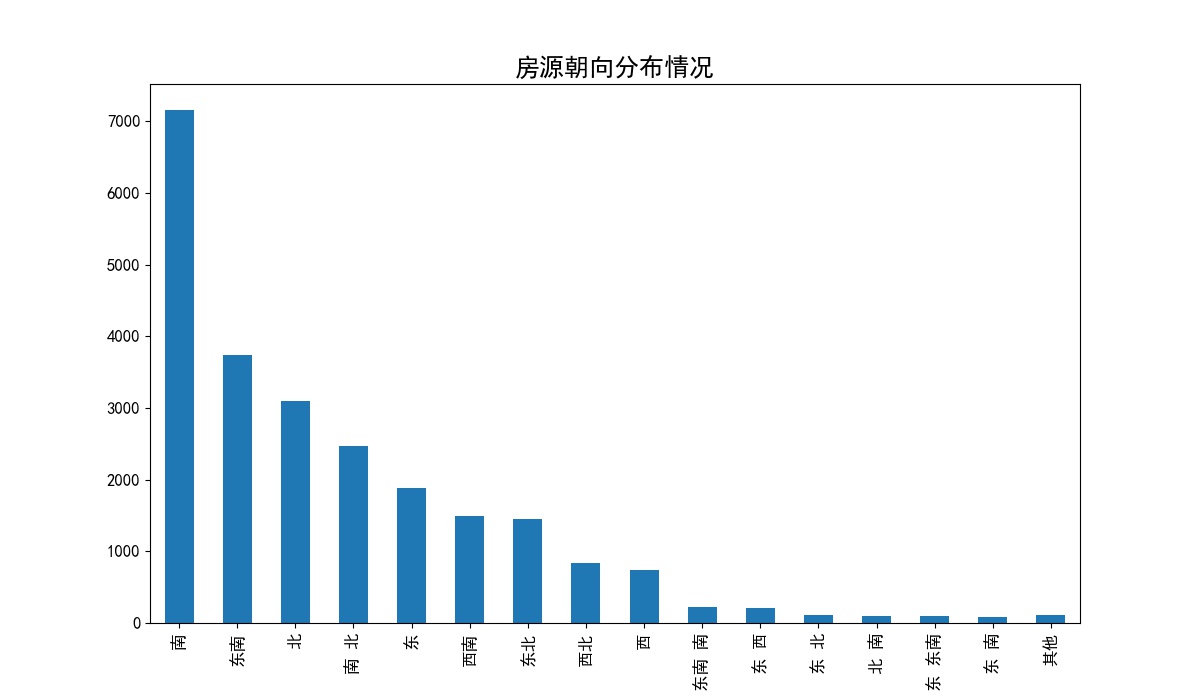 房源朝向分布情况
7000
6000
5000
4000
3000
2000
1000
0
南
东南
北
南 北
东
西南
东北
西北
西
东南 南
东 西
东 北
北 南
东 东南
东 南
其他